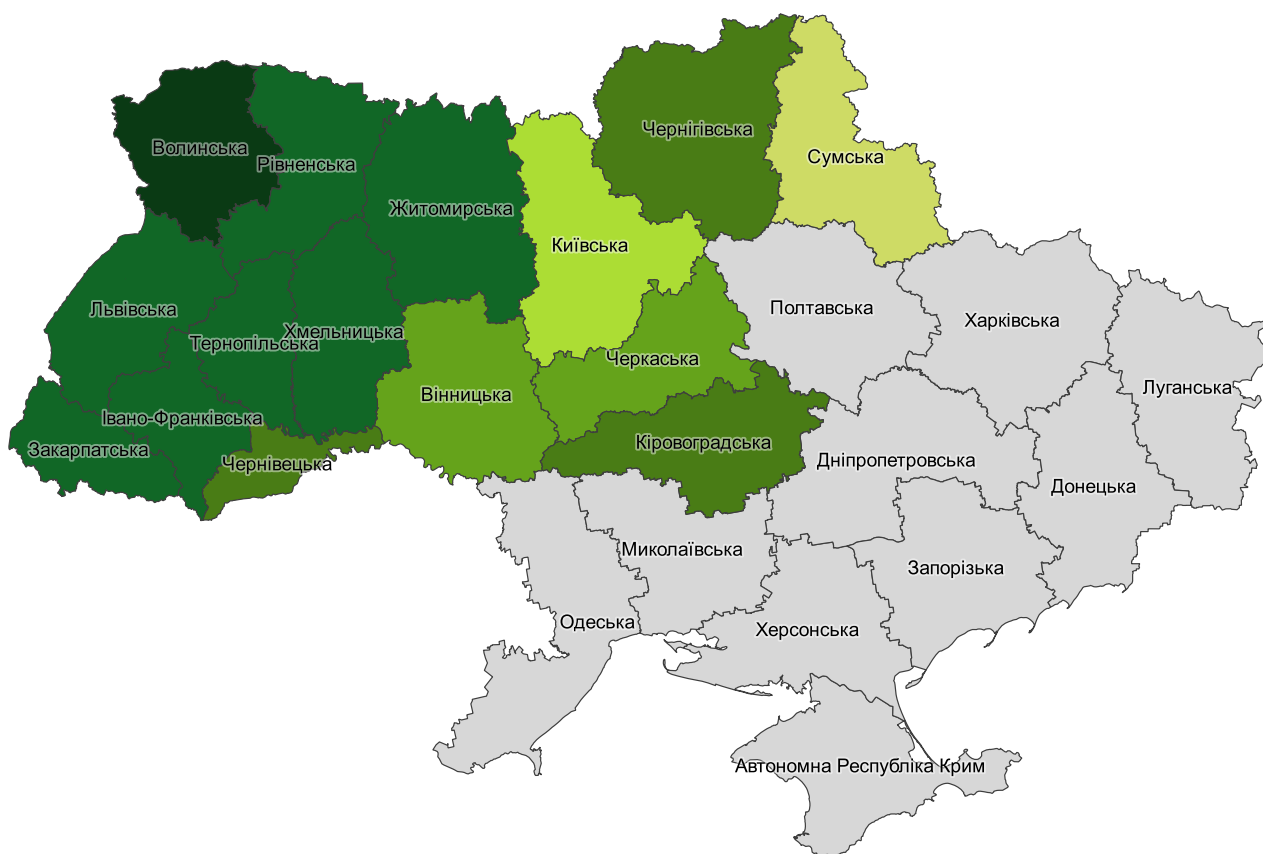 Чернігівська
Волинська
Сумська
Рівненська
Житомирська
Київська
Львівська
Полтавська
Харківська
Тернопільська
Хмельницька
Черкаська
Луганська
Вінницька
Івано-Франківська
Закарпатська
Чернівецька
Кіровоградська
Дніпропетровська
Донецька
Миколаївська
Запорізька
Одеська
Херсонська
Автономна Республіка Крим